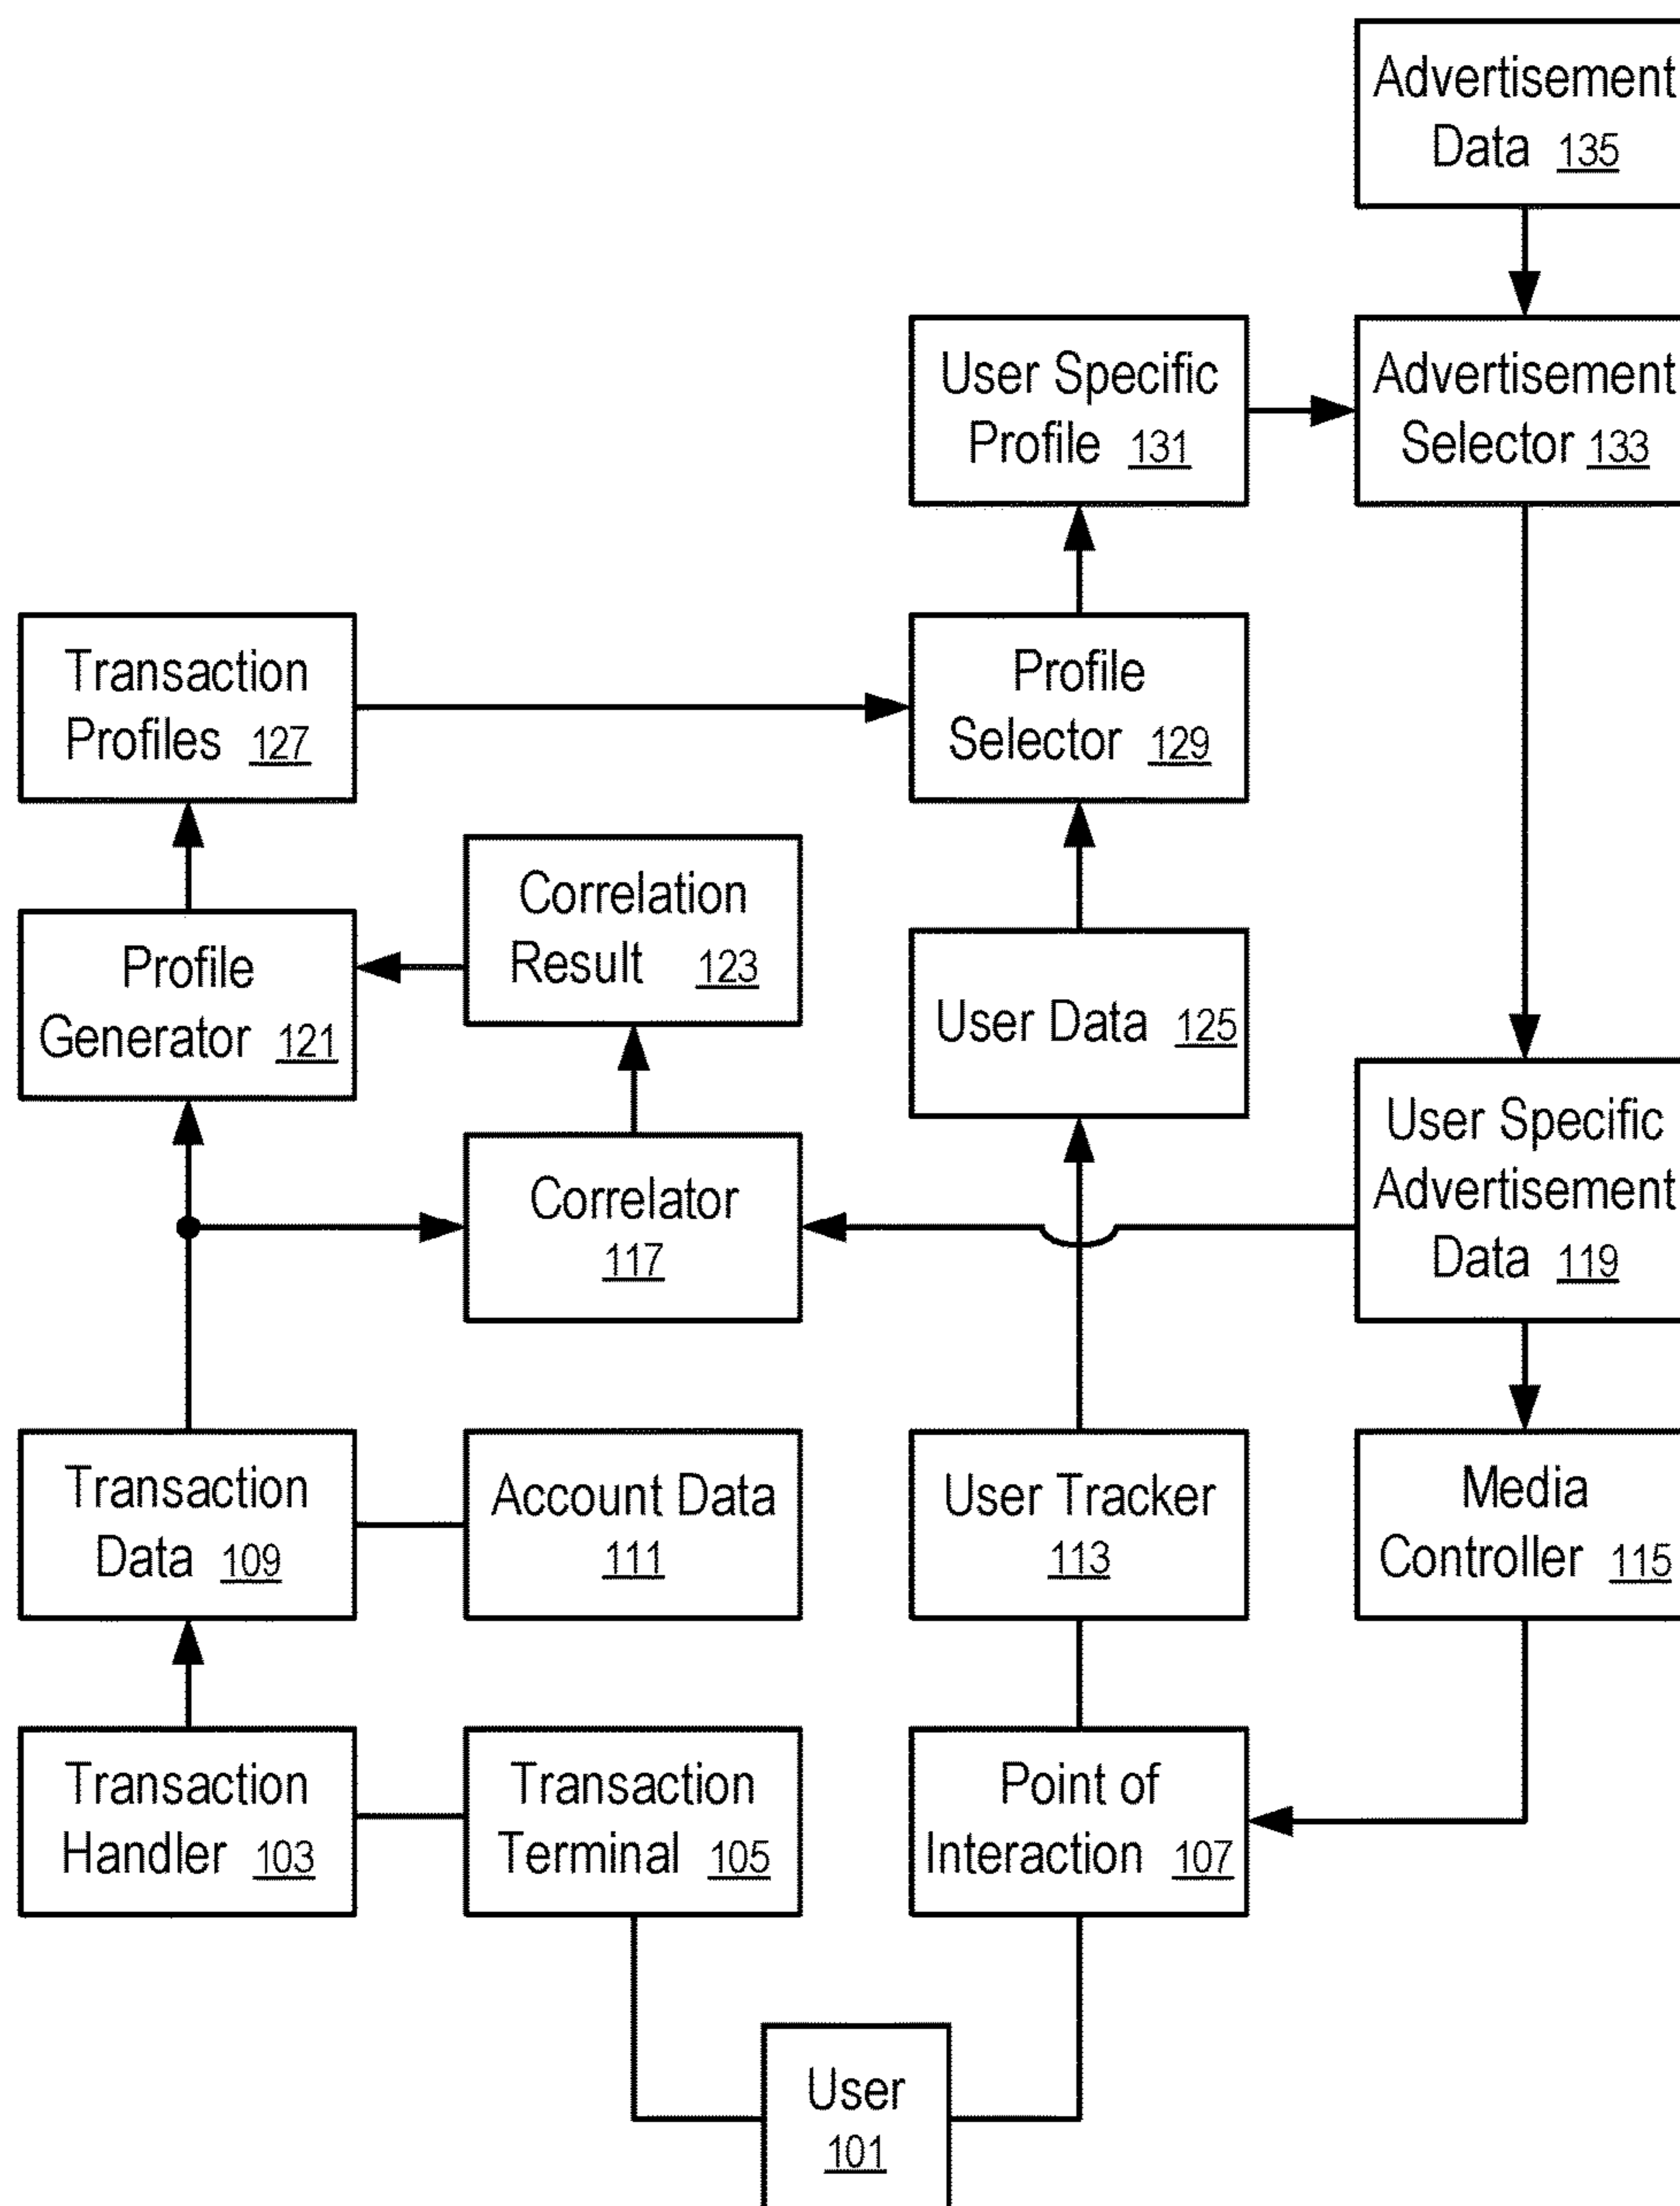 Advertisement
Data 135
User Specific
Profile 131
Advertisement
Selector 133
Transaction
Profiles 127
Profile
Selector 129
Correlation
Result 123
Profile
Generator 121
User Data 125
User Specific
Advertisement
Data 119
Correlator
117
Transaction
Data 109
Account Data
111
User Tracker
113
Media
Controller 115
Transaction
Handler 103
Transaction
Terminal 105
Point of
Interaction 107
User
101